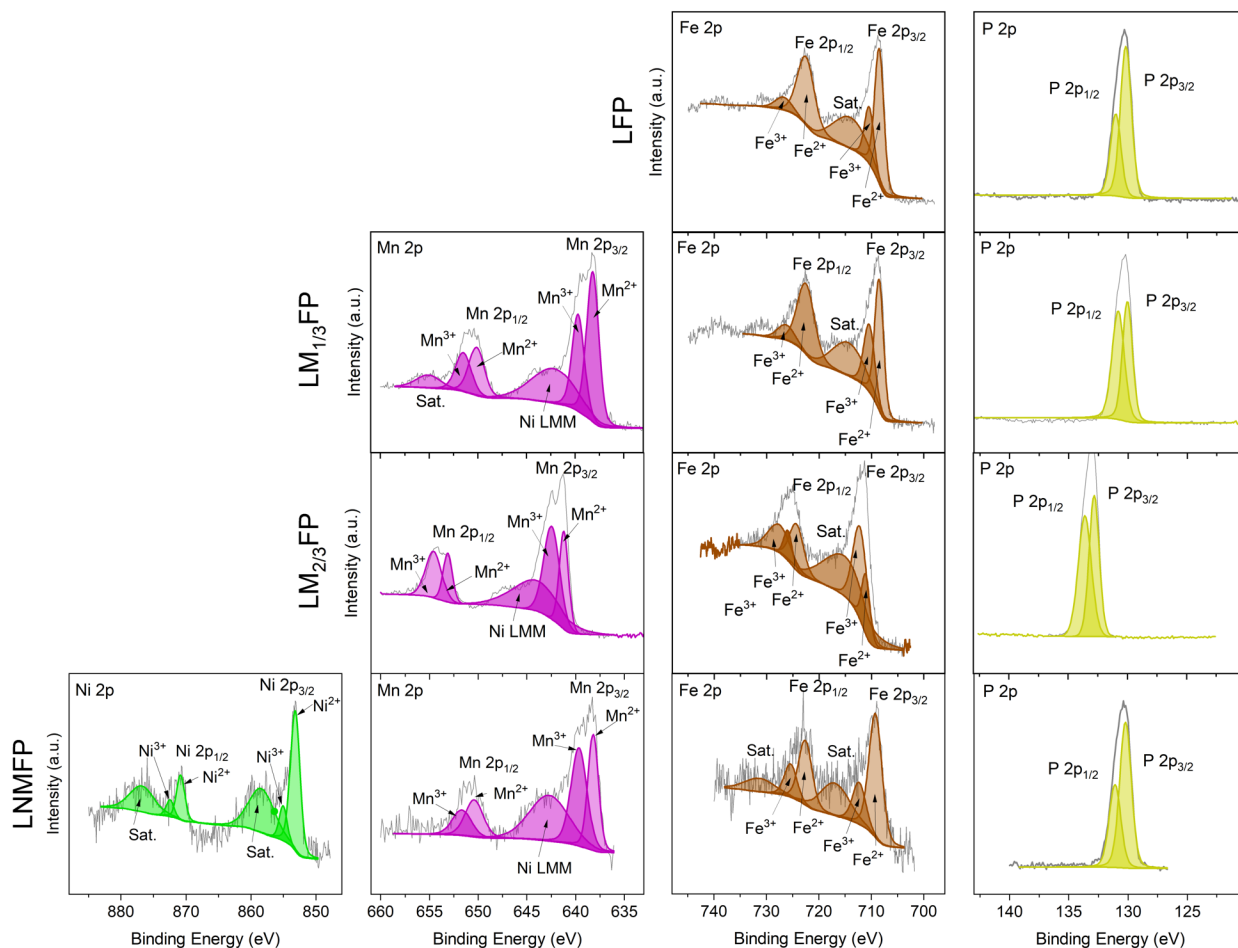 LFP
Intensity (a.u.)
Fe 2p
Fe 2p1/2
Fe 2p3/2
Sat.
Fe3+
Fe2+
Fe3+
Fe2+
P 2p
P 2p1/2
P 2p3/2
LM1/3FP
Intensity (a.u.)
Mn 2p
Mn 2p3/2
Mn3+
Mn2+
Mn 2p1/2
Mn3+
Mn2+
Sat.
Ni LMM
Fe 2p
Fe 2p1/2
Fe 2p3/2
Sat.
Fe3+
Fe2+
Fe3+
Fe2+
P 2p
P 2p1/2
P 2p3/2
LM2/3FP
Intensity (a.u.)
Mn 2p
Mn 2p3/2
Mn3+
Mn2+
Mn 2p1/2
Mn3+
Mn2+
Ni LMM
Fe 2p
Fe 2p1/2
Fe 2p3/2
Sat.
Fe3+
Fe2+
Fe3+
Fe3+
Fe2+
P 2p
P 2p1/2
P 2p3/2
LNMFP
Intensity (a.u.)
Ni 2p
Ni 2p3/2
Ni2+
Ni3+
Ni 2p1/2
Ni2+
Ni3+
Sat.
Sat.
880 870 860 850
Binding Energy (eV)
Mn 2p
Mn 2p3/2
Mn2+
Mn3+
Mn 2p1/2
Mn3+
Mn2+
Ni LMM
660 655 650 645 640 635
Binding Energy (eV)
Fe 2p
Fe 2p1/2
Fe 2p3/2
Sat.
Sat.
Fe3+
Fe2+
Fe3+
Fe2+
740 730 720 710 700
Binding Energy (eV)
P 2p
P 2p1/2
P 2p3/2
140 135 130 125
Binding Energy (eV)